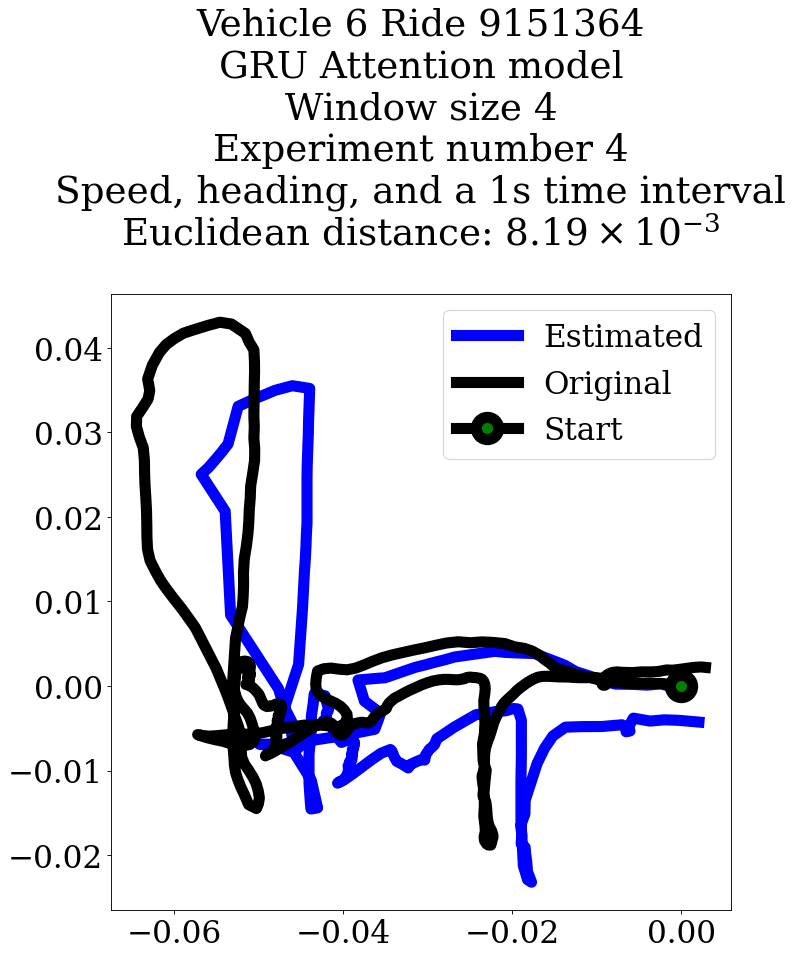 Vehicle 6 Ride 9151364
GRU Attention model
Window size 4
Experiment number 4
Speed, heading, and a 1s time interval
Euclidean distance: 8.19 × 10⁻³
Estimated
Original
Start
0.04
0.03
0.02
0.01
0.00
−0.01
−0.02
−0.06
−0.04
−0.02
0.00